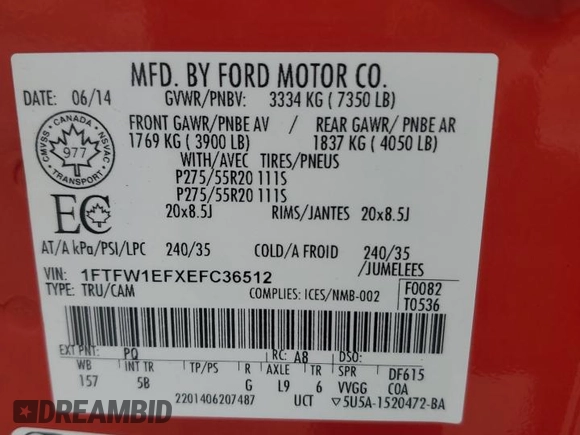 MFD. BY FORD MOTOR CO.
DATE: 06/14 GVWR/PNBV: 3334 KG ( 7350 LB)
FRONT GAWR/PNBE AV / REAR GAWR/ PNBE AR
1769 KG ( 3900 LB) 1837 KG ( 4050 LB)
WITH/AVEC TIRES/PNEUS
P275/55R20 111S
P275/55R20 111S
20x8.5J RIMS/JANTES 20x8.5J
CMVSS CANADA NSVAC
977
TRANSPORT
EC
AT/A kPa/PSI/LPC 240/35 COLD/A FROID 240/35
/JUMELEES
VIN: 1FTFW1EFXEFC36512
TYPE: TRU/CAM COMPLIES: ICES/NMB-002
F0082
T0536
EXT PNT: PQ RC: A8 DSO:
WB INT TR TP/PS R AXLE TR SPR DF615
157 5B G L9 6 VVGG C0A
2201406207487 UCT ▽5U5A-1520472-BA
DREAMBID